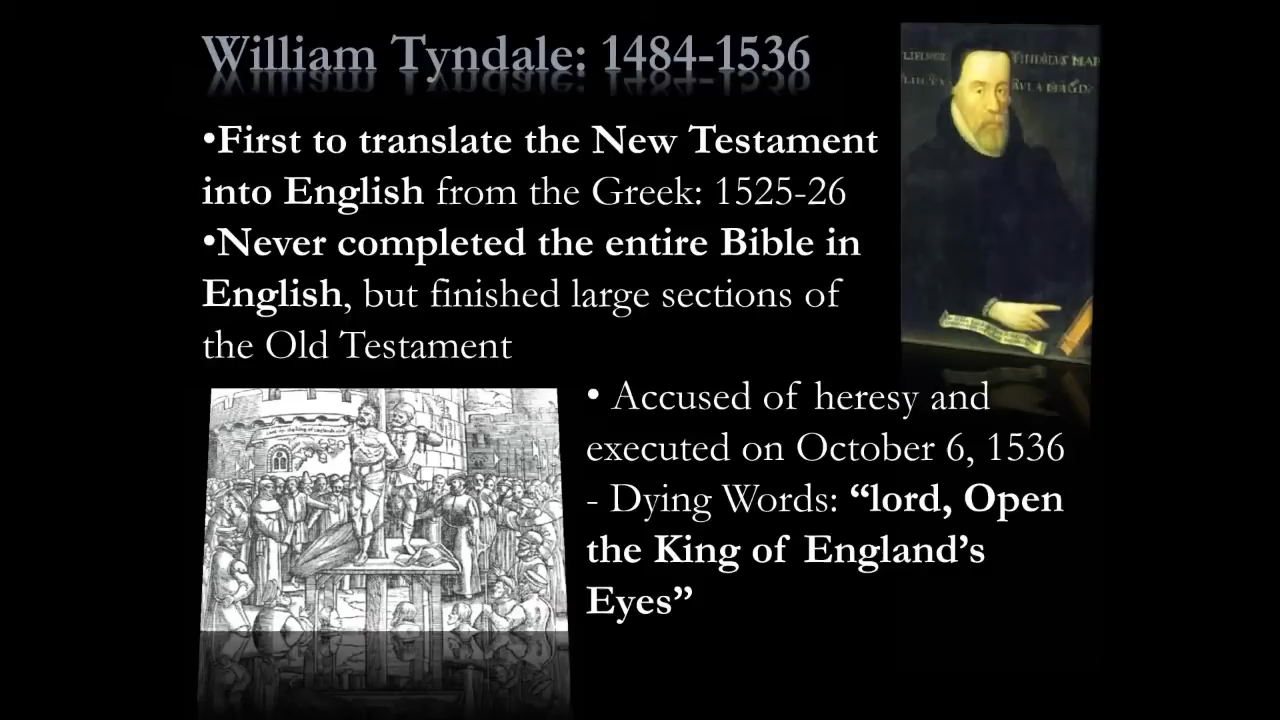 William Tyndale: 1484-1536
•First to translate the New Testament
into English from the Greek: 1525-26
•Never completed the entire Bible in
English, but finished large sections of
the Old Testament
• Accused of heresy and
executed on October 6, 1536
- Dying Words: “lord, Open
the King of England’s
Eyes”